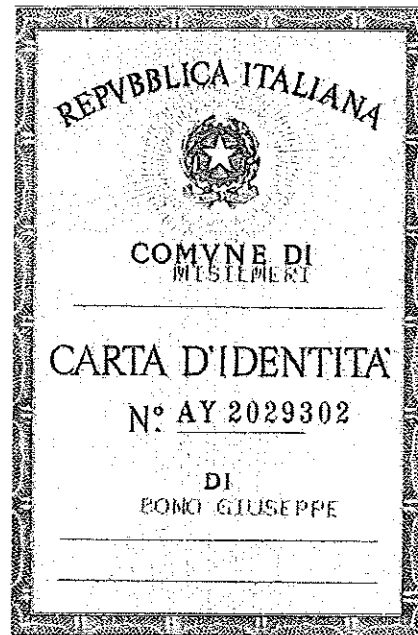 REPVBBLICA ITALIANA
COMVNE DI
MISILMERI
CARTA D'IDENTITA'
N° AY 2029302
DI
BONO GIUSEPPE